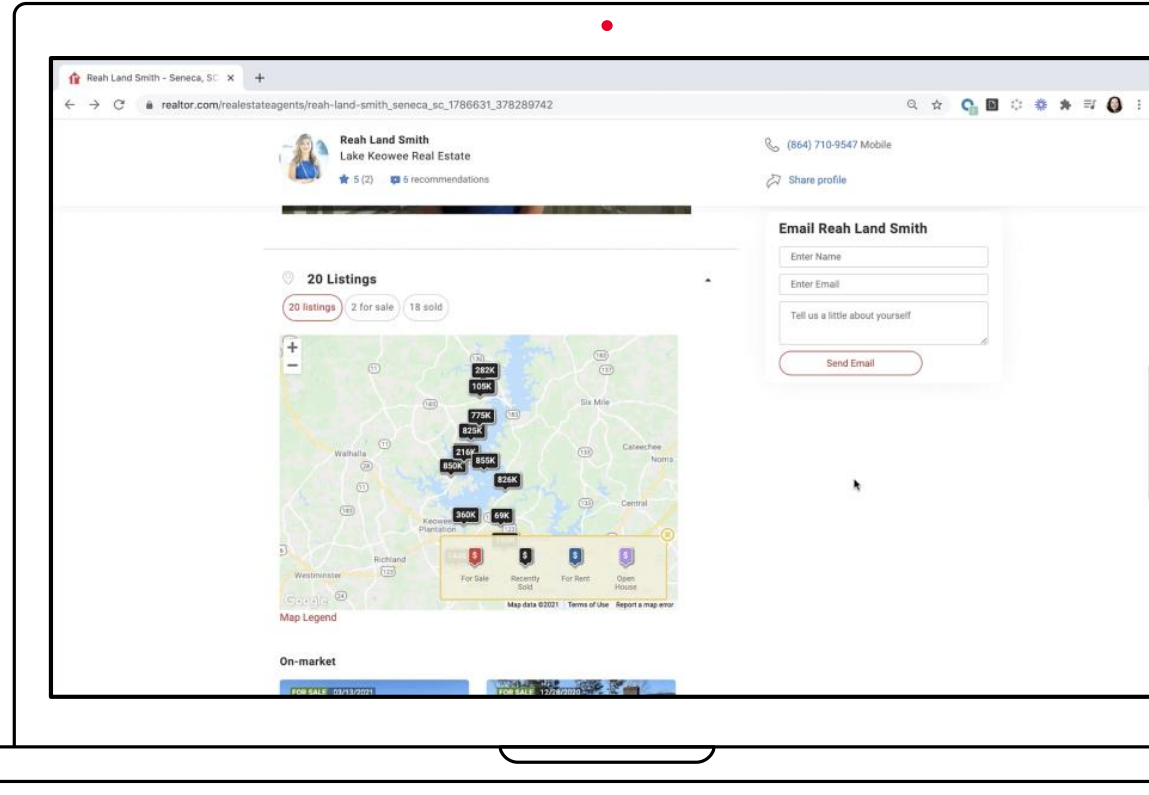 Reah Land Smith - Seneca, SC
realtor.com/realestateagents/reah-land-smith_seneca_sc_1786631_378289742
Reah Land Smith
Lake Keowee Real Estate
5 (2) 6 recommendations
(864) 710-9547 Mobile
Share profile
Email Reah Land Smith
Enter Name
Enter Email
Tell us a little about yourself
Send Email
20 Listings
20 listings 2 for sale 18 sold
+
−
282K
105K
775K
825K
216K
850K 855K
826K
360K 69K
Six Mile
Walhalla
Cateechee
Norris
Central
Keowee
Plantation
Richland
Westminster
For Sale
Recently
Sold
For Rent
Open
House
Google
Map data ©2021 Terms of Use Report a map error
Map Legend
On-market
FOR SALE 03/13/2021
FOR SALE 12/28/2020